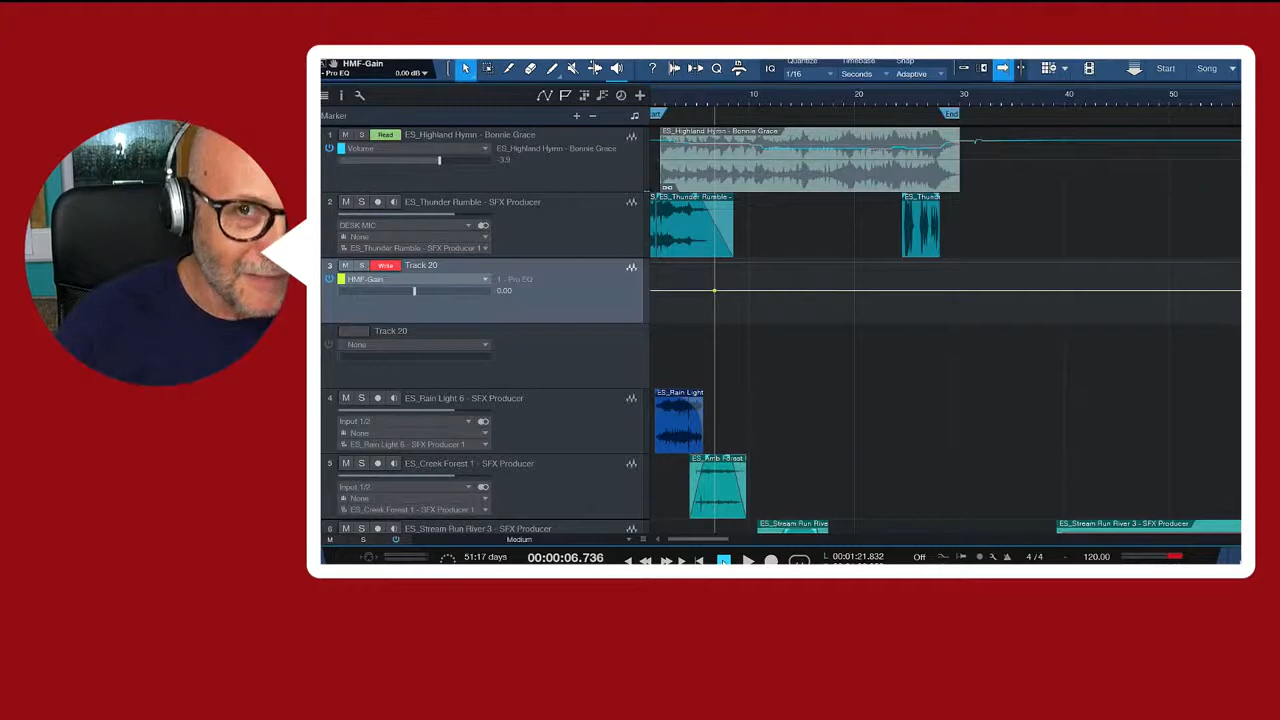 HMF-Gain
- Pro EQ 0.00 dB
Quantize Timebase Snap
IQ 1/16 Seconds Adaptive Start Song
Marker
10 20 30 40 50
End
1 M S Read ES_Highland Hymn - Bonnie Grace
Volume ES_Highland Hymn - Bonnie Grace
-3.9
ES_Highland Hymn - Bonnie Grace
2 M S ES_Thunder Rumble - SFX Producer
DESK MIC
None
ES_Thunder Rumble - SFX Producer 1
ES_Thunder Rumble -
ES_Thund
3 M S Write Track 20
HMF-Gain 1 - Pro EQ
0.00
Track 20
None
4 M S ES_Rain Light 6 - SFX Producer
Input 1/2
None
ES_Rain Light 6 - SFX Producer 1
ES_Rain Light
5 M S ES_Creek Forest 1 - SFX Producer
Input 1/2
None
ES_Creek Forest 1 - SFX Producer 1
ES_Amb Forest
6 M S ES_Stream Run River 3 - SFX Producer
ES_Stream Run Rive
ES_Stream Run River 3 - SFX Producer
M S Medium
51:17 days 00:00:06.736 L 00:01:21.832 Off 4 / 4 - 120.00